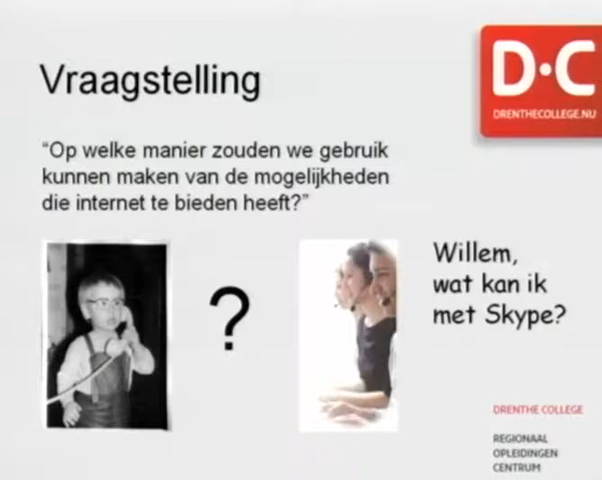 D•C
DRENTHECOLLEGE.NU
Vraagstelling
“Op welke manier zouden we gebruik
kunnen maken van de mogelijkheden
die internet te bieden heeft?”
?
Willem,
wat kan ik
met Skype?
DRENTHE COLLEGE
REGIONAAL
OPLEIDINGEN
CENTRUM